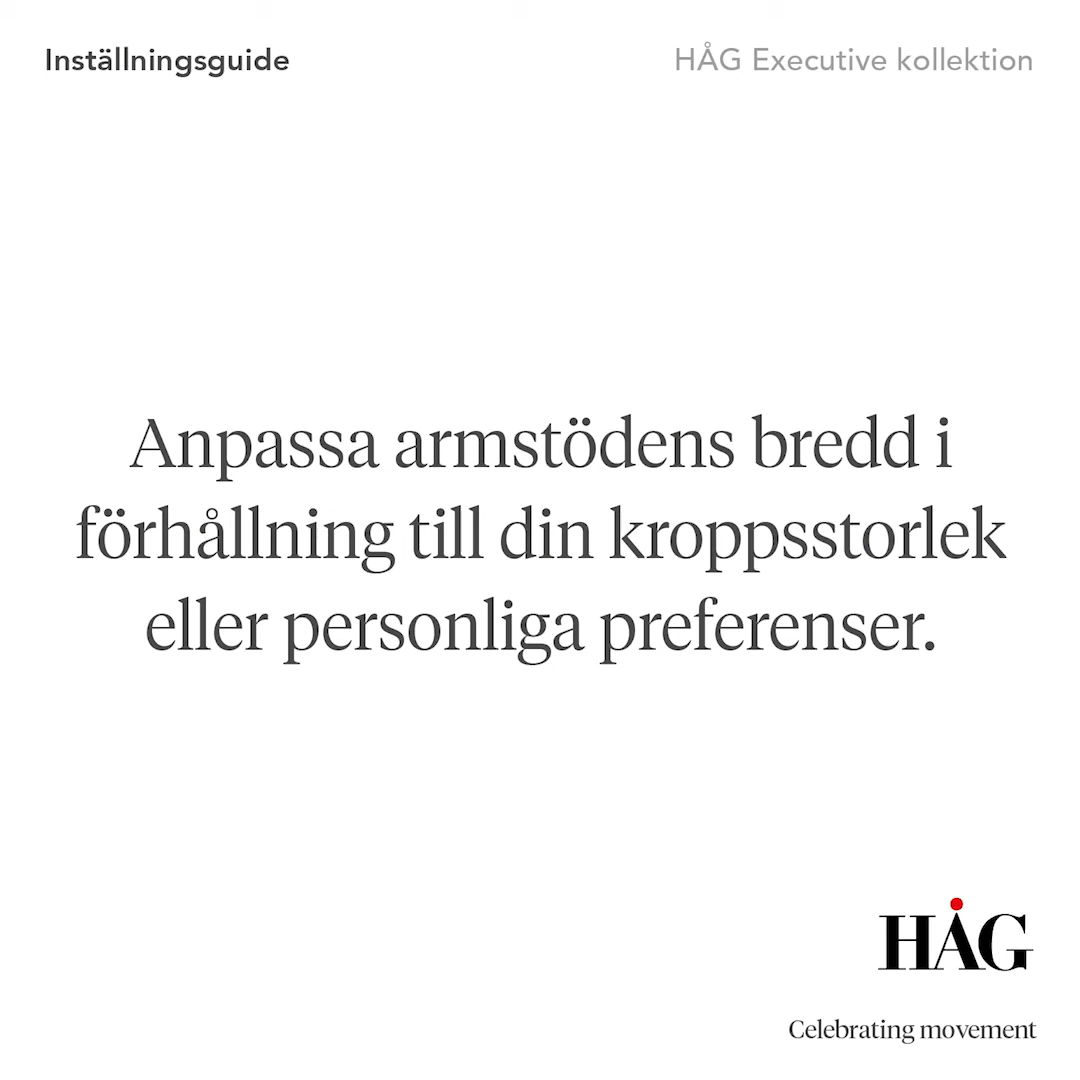 Inställningsguide
HÅG Executive kollektion
Anpassa armstödens bredd i
förhållning till din kroppsstorlek
eller personliga preferenser.
HÅG
Celebrating movement